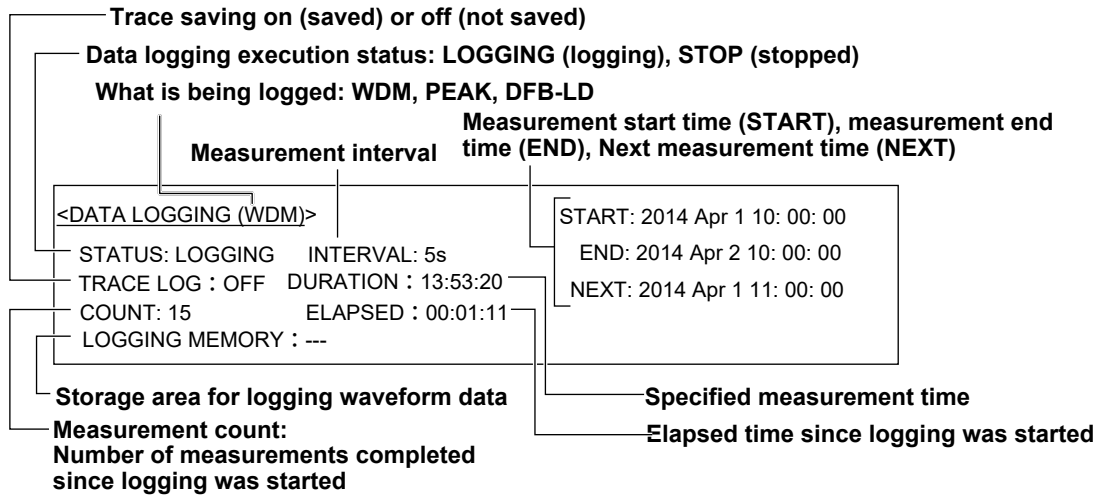 Trace saving on (saved) or off (not saved)
Data logging execution status: LOGGING (logging), STOP (stopped)
What is being logged: WDM, PEAK, DFB-LD
Measurement interval
Measurement start time (START), measurement end
time (END), Next measurement time (NEXT)
<DATA LOGGING (WDM)>
STATUS: LOGGING INTERVAL: 5s
TRACE LOG：OFF DURATION：13:53:20
COUNT: 15 ELAPSED：00:01:11
LOGGING MEMORY：---
START: 2014 Apr 1 10: 00: 00
END: 2014 Apr 2 10: 00: 00
NEXT: 2014 Apr 1 11: 00: 00
Storage area for logging waveform data
Measurement count:
Number of measurements completed
since logging was started
Specified measurement time
Elapsed time since logging was started